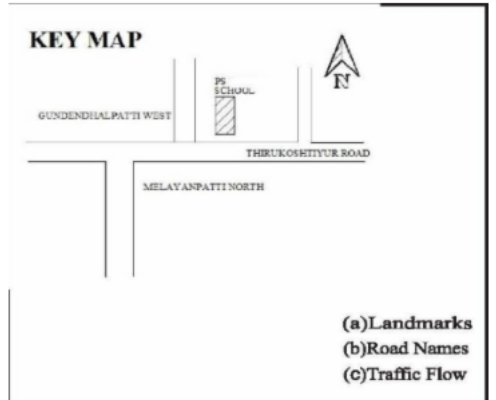 KEY MAP
N
PS
SCHOOL
GUNDENDHALPATTI WEST
THIRUKOSHTIYUR ROAD
MELAYANPATTI NORTH
(a)Landmarks
(b)Road Names
(c)Traffic Flow